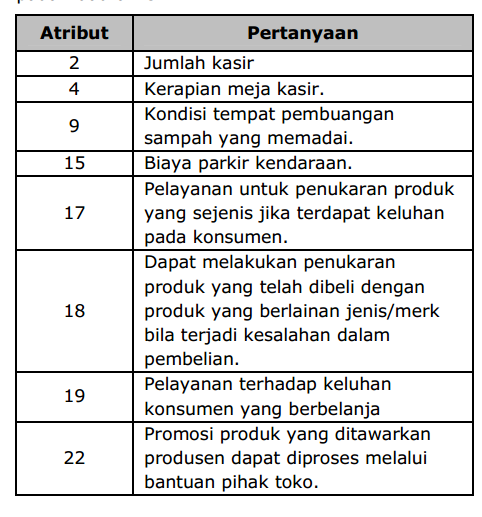 Atribut Pertanyaan
2 Jumlah kasir
4 Kerapian meja kasir.
9 Kondisi tempat pembuangan
sampah yang memadai.
15 Biaya parkir kendaraan.
17 Pelayanan untuk penukaran produk
yang sejenis jika terdapat keluhan
pada konsumen.
18 Dapat melakukan penukaran
produk yang telah dibeli dengan
produk yang berlainan jenis/merk
bila terjadi kesalahan dalam
pembelian.
19 Pelayanan terhadap keluhan
konsumen yang berbelanja
22 Promosi produk yang ditawarkan
produsen dapat diproses melalui
bantuan pihak toko.